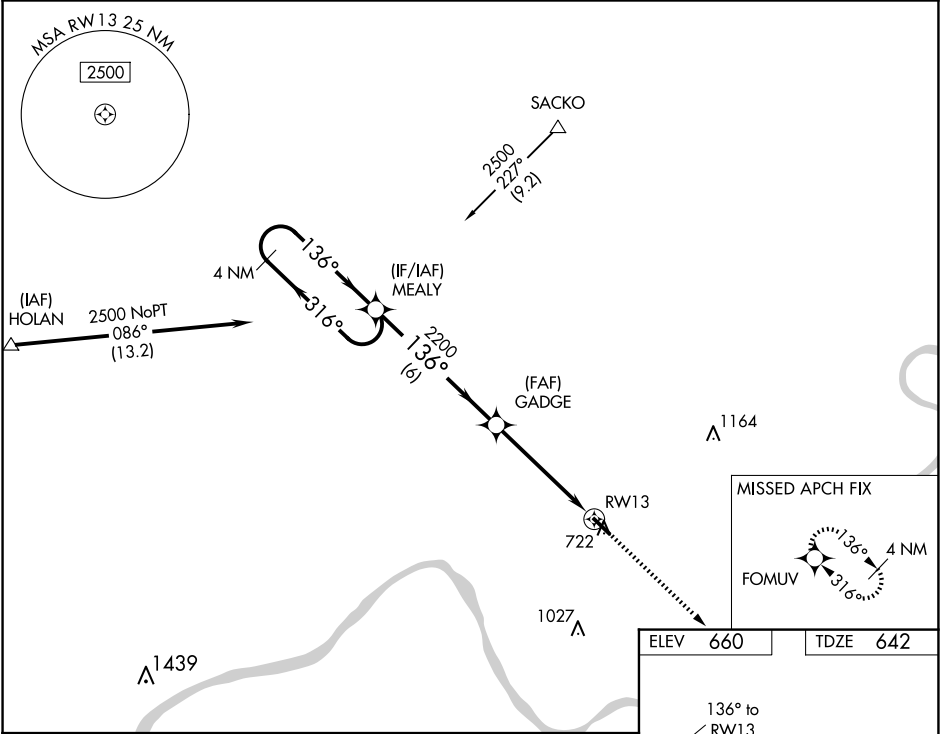 MSA RW13 25 NM
2500
SACKO
2500
227°
(9.2)
136°
4 NM
316°
(IF/IAF)
MEALY
(IAF)
HOLAN
2500 NoPT
086°
(13.2)
2200
136°
(6)
(FAF)
GADGE
1164
RW13
722
MISSED APCH FIX
136°
4 NM
FOMUV
316°
1027
1439
ELEV 660
TDZE 642
136° to
RW13